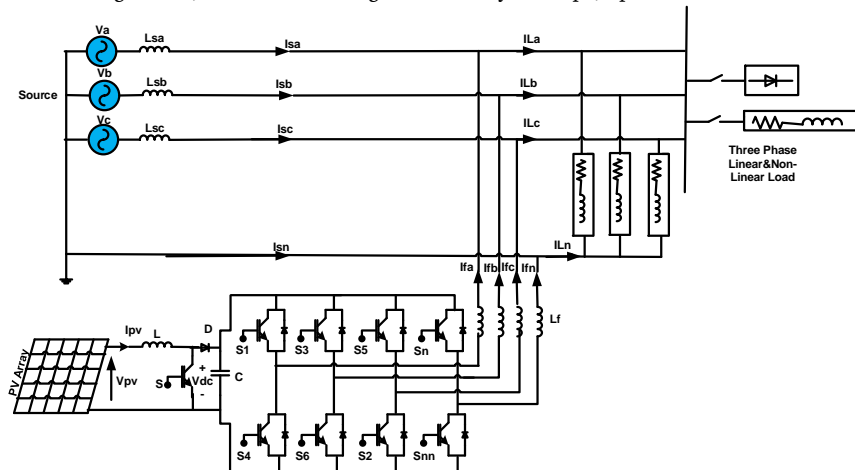 Va
Lsa
Isa
ILa
Vb
Lsb
Isb
ILb
Source
Vc
Lsc
Isc
ILc
Three Phase
Linear&Non-
Linear Load
Isn
ILn
Ifa
Ifb
Ifc
Ifn
Lf
Ipv
L
D
S1
S3
S5
Sn
PV Array
Vpv
S
+
Vdc
-
C
S4
S6
S2
Snn